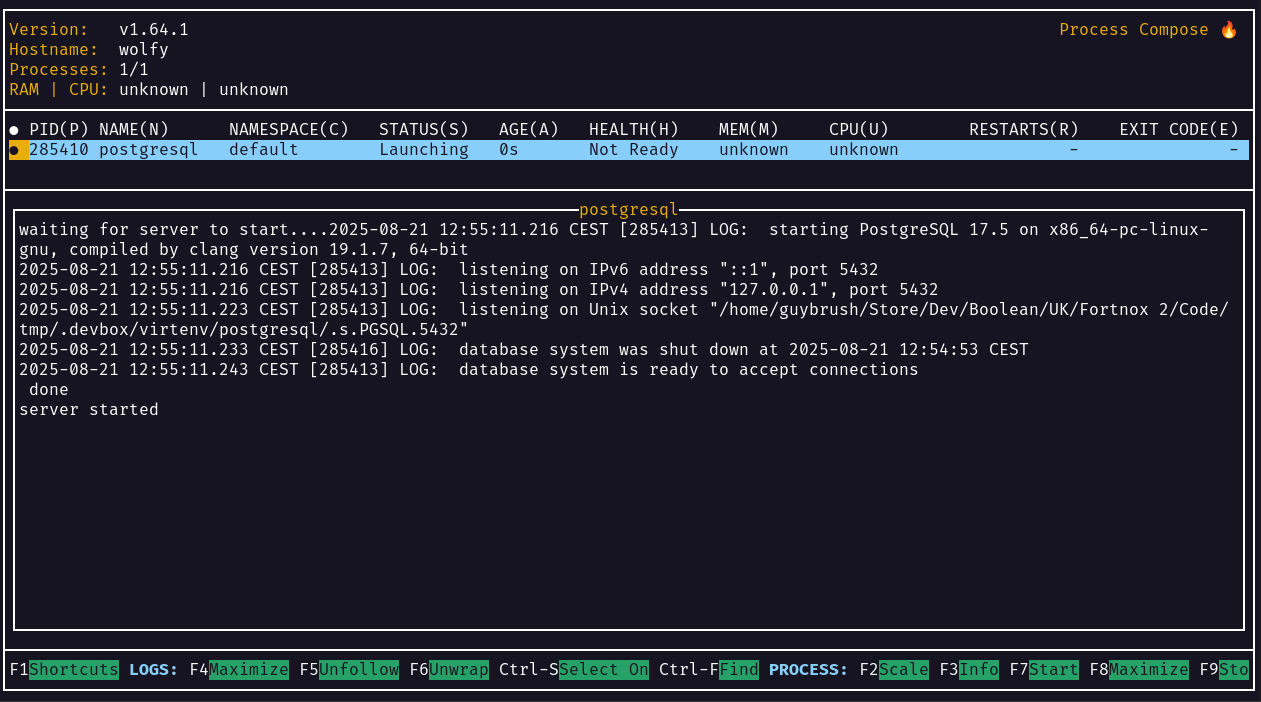 Version: v1.64.1 Process Compose 🔥
Hostname: wolfy
Processes: 1/1
RAM | CPU: unknown | unknown
● PID(P) NAME(N) NAMESPACE(C) STATUS(S) AGE(A) HEALTH(H) MEM(M) CPU(U) RESTARTS(R) EXIT CODE(E)
● 285410 postgresql default Launching 0s Not Ready unknown unknown - -
postgresql
waiting for server to start....2025-08-21 12:55:11.216 CEST [285413] LOG:  starting PostgreSQL 17.5 on x86_64-pc-linux-
gnu, compiled by clang version 19.1.7, 64-bit
2025-08-21 12:55:11.216 CEST [285413] LOG:  listening on IPv6 address "::1", port 5432
2025-08-21 12:55:11.216 CEST [285413] LOG:  listening on IPv4 address "127.0.0.1", port 5432
2025-08-21 12:55:11.223 CEST [285413] LOG:  listening on Unix socket "/home/guybrush/Store/Dev/Boolean/UK/Fortnox 2/Code/
tmp/.devbox/virtenv/postgresql/.s.PGSQL.5432"
2025-08-21 12:55:11.233 CEST [285416] LOG:  database system was shut down at 2025-08-21 12:54:53 CEST
2025-08-21 12:55:11.243 CEST [285413] LOG:  database system is ready to accept connections
 done
server started
F1Shortcuts LOGS: F4Maximize F5Unfollow F6Unwrap Ctrl-SSelect On Ctrl-FFind PROCESS: F2Scale F3Info F7Start F8Maximize F9Sto